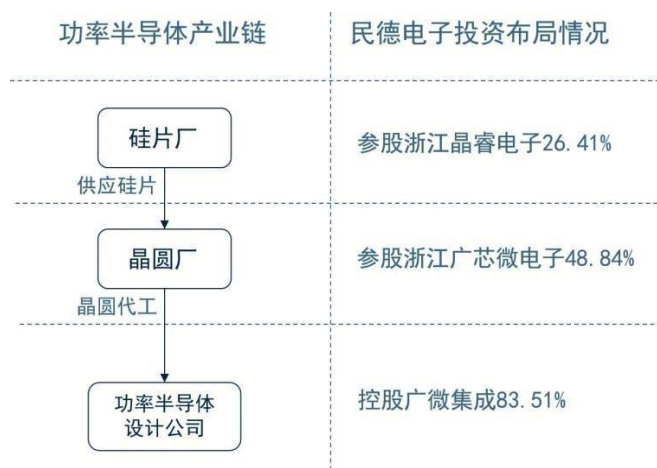 功率半导体产业链
民德电子投资布局情况
硅片厂
参股浙江晶睿电子26.41%
供应硅片
晶圆厂
参股浙江广芯微电子48.84%
晶圆代工
功率半导体
设计公司
控股广微集成83.51%